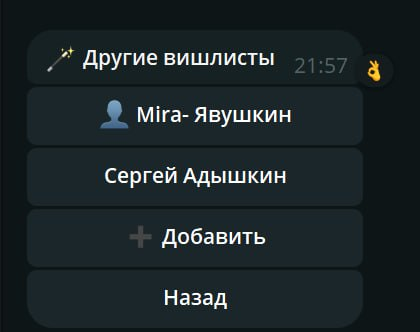 Другие вишлисты 21:57
Mira- Явушкин
Сергей Адышкин
Добавить
Назад